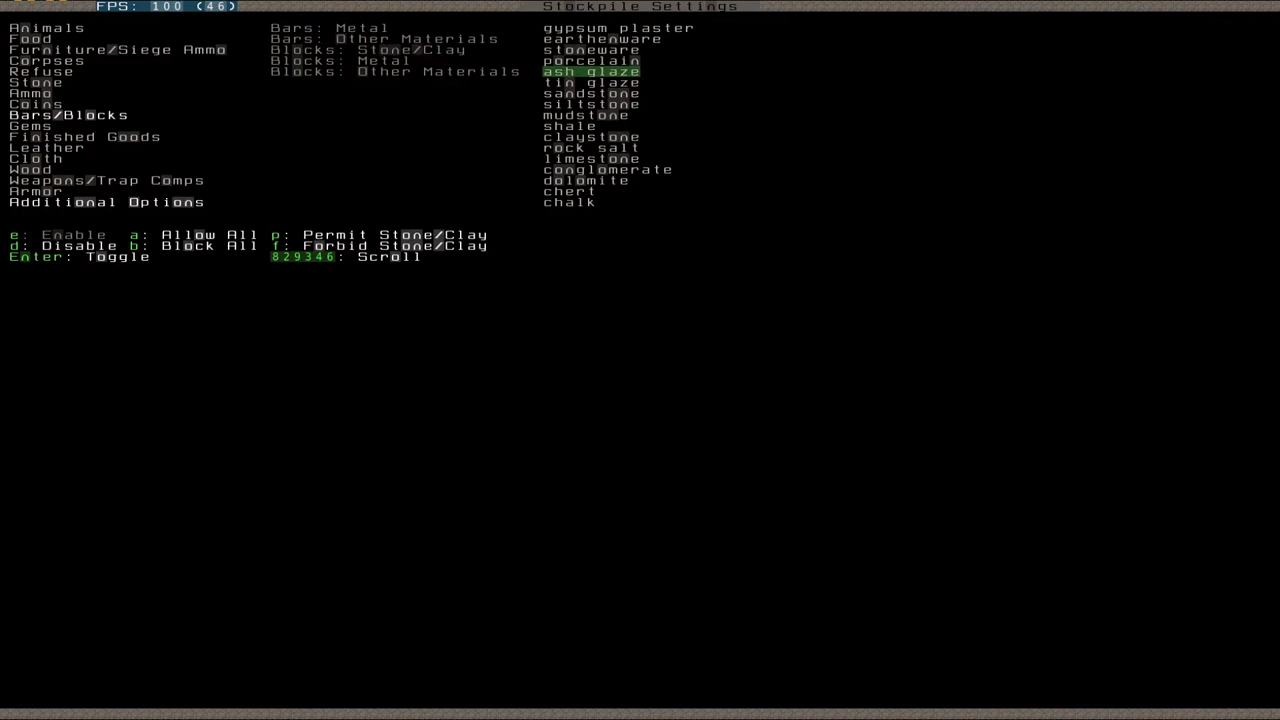 FPS: 100 (46)
Stockpile Settings
Animals
Food
Furniture/Siege Ammo
Corpses
Refuse
Stone
Ammo
Coins
Bars/Blocks
Gems
Finished Goods
Leather
Cloth
Wood
Weapons/Trap Comps
Armor
Additional Options
Bars: Metal
Bars: Other Materials
Blocks: Stone/Clay
Blocks: Metal
Blocks: Other Materials
gypsum plaster
earthenware
stoneware
porcelain
ash glaze
tin glaze
sandstone
siltstone
mudstone
shale
claystone
rock salt
limestone
conglomerate
dolomite
chert
chalk
e: Enable a: Allow All p: Permit Stone/Clay
d: Disable b: Block All f: Forbid Stone/Clay
Enter: Toggle 829346: Scroll